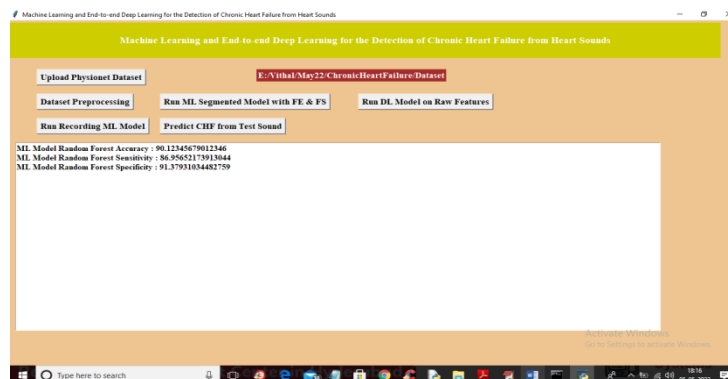 Machine Learning and End-to-end Deep Learning for the Detection of Chronic Heart Failure from Heart Sounds
Machine Learning and End-to-end Deep Learning for the Detection of Chronic Heart Failure from Heart Sounds
Upload Physionet Dataset
E:/Vithal/May22/ChronicHeartFailure/Dataset
Dataset Preprocessing
Run ML Segmented Model with FE & FS
Run DL Model on Raw Features
Run Recording ML Model
Predict CHF from Test Sound
ML Model Random Forest Accuracy : 90.12345679012346
ML Model Random Forest Sensitivity : 86.95652173913044
ML Model Random Forest Specificity : 91.37931034482759
Activate Windows
Go to Settings to activate Windows.
Type here to search
18:16